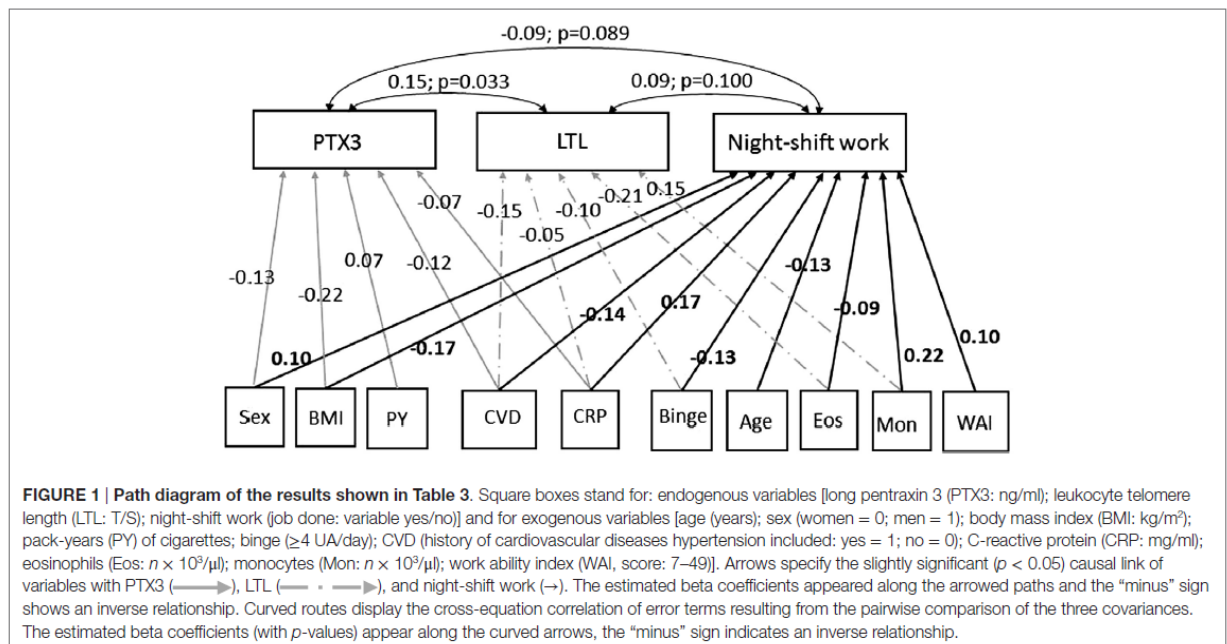 -0.09; p=0.089
0.15; p=0.033
0.09; p=0.100
PTX3
LTL
Night-shift work
-0.07
-0.15
-0.10
-0.21
0.15
-0.05
-0.13
0.07
-0.12
-0.13
-0.22
-0.14
0.17
-0.09
0.10
-0.17
-0.13
0.22
0.10
Sex
BMI
PY
CVD
CRP
Binge
Age
Eos
Mon
WAI
FIGURE 1 | Path diagram of the results shown in Table 3. Square boxes stand for: endogenous variables [long pentraxin 3 (PTX3: ng/ml); leukocyte telomere
length (LTL: T/S); night-shift work (job done: variable yes/no)] and for exogenous variables [age (years); sex (women = 0; men = 1); body mass index (BMI: kg/m²);
pack-years (PY) of cigarettes; binge (≥4 UA/day); CVD (history of cardiovascular diseases hypertension included: yes = 1; no = 0); C-reactive protein (CRP: mg/ml);
eosinophils (Eos: n × 10³/μl); monocytes (Mon: n × 10³/μl); work ability index (WAI, score: 7–49)]. Arrows specify the slightly significant (p < 0.05) causal link of
variables with PTX3 (⟶), LTL (— · — ▸), and night-shift work (→). The estimated beta coefficients appeared along the arrowed paths and the “minus” sign
shows an inverse relationship. Curved routes display the cross-equation correlation of error terms resulting from the pairwise comparison of the three covariances.
The estimated beta coefficients (with p-values) appear along the curved arrows, the “minus” sign indicates an inverse relationship.